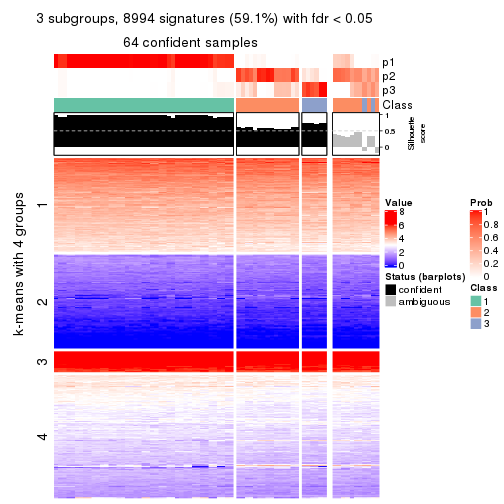 3 subgroups, 8994 signatures (59.1%) with fdr < 0.05
64 confident samples
p1
p2
p3
Class
1
0.5
0
Silhouette
score
k-means with 4 groups
1
2
3
4
Value
8
6
4
2
0
Status (barplots)
confident
ambiguous
Prob
1
0.8
0.6
0.4
0.2
0
Class
1
2
3